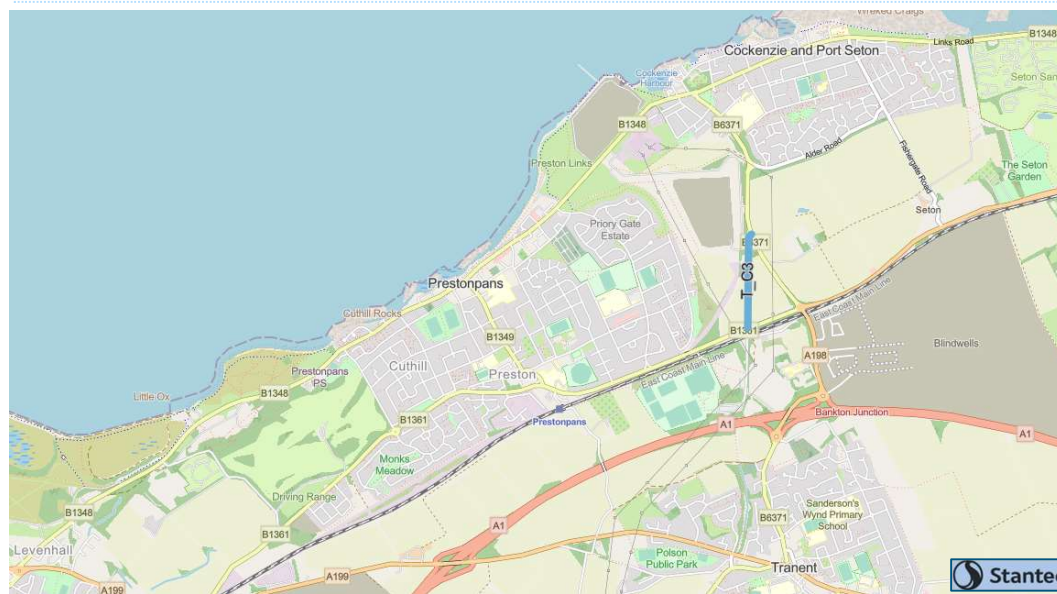 Wrecked Craigs
Cockenzie and Port Seton
Links Road
B1348
Cockenzie
Harbour
Seton San
B1348
B6371
Preston Links
Alder Road
Fishergate Road
The Seton
Garden
Seton
Priory Gate
Estate
B6371
T_C3
Prestonpans
Cuthill Rocks
East Coast Main Line
B1361
B1349
Blindwells
Cuthill
Prestonpans
PS
Preston
East Coast Main Line
A198
Little Ox
B1348
B1361
Prestonpans
Bankton Junction
A1
A1
Monks
Meadow
Driving Range
Sanderson's
Wynd Primary
School
B1348
B1361
A1
B6371
Levenhall
Polson
Public Park
Tranent
A199
A199
Stantec